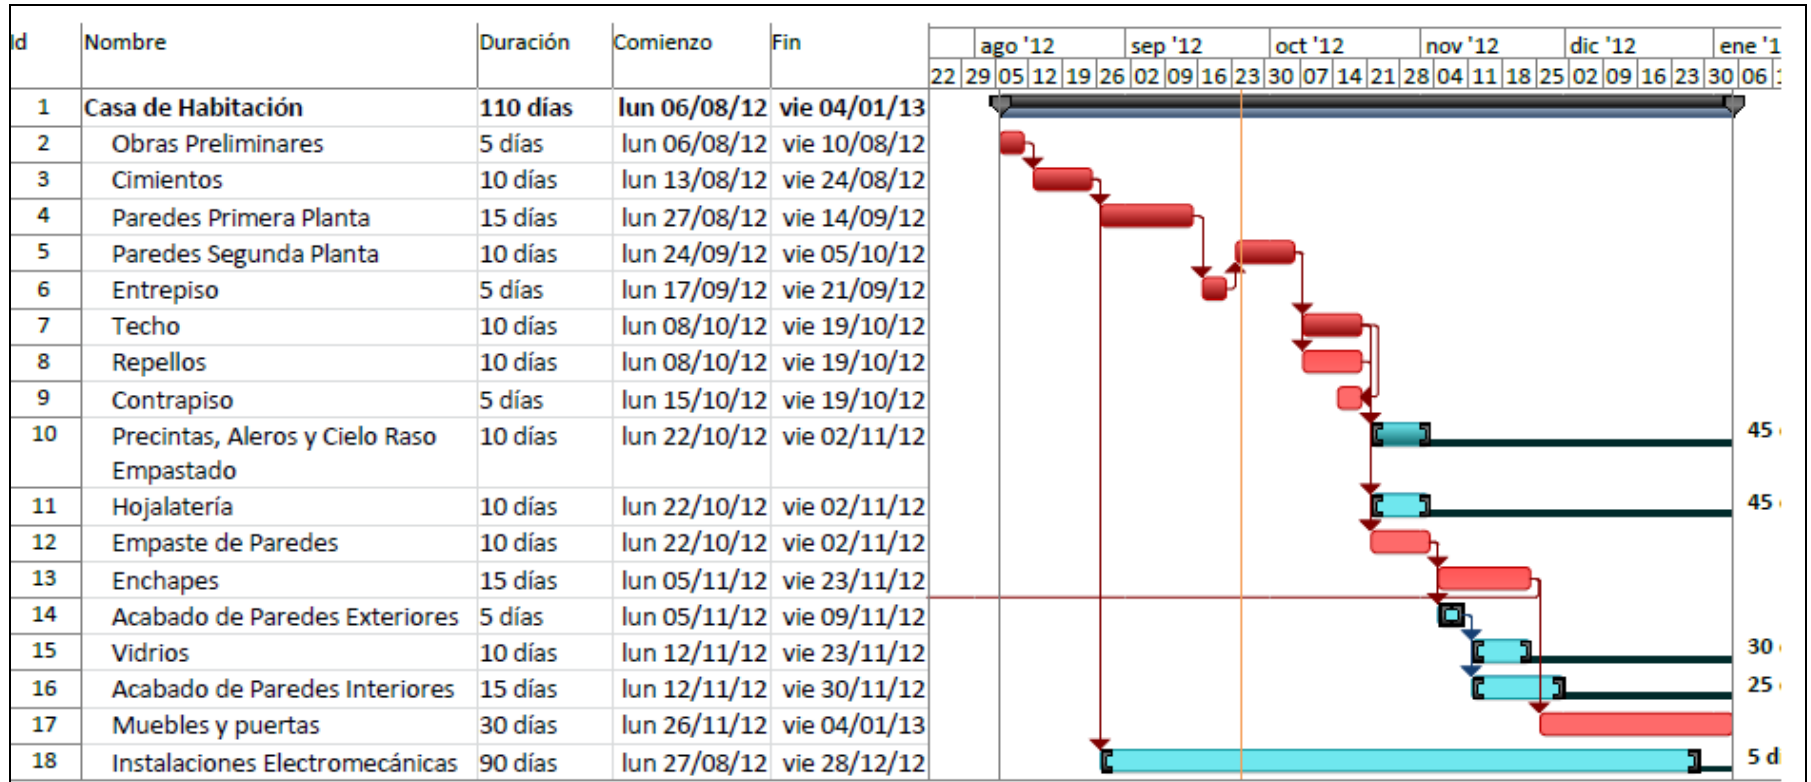 Id Nombre Duración Comienzo Fin
ago '12 sep '12 oct '12 nov '12 dic '12 ene '1
22 29 05 12 19 26 02 09 16 23 30 07 14 21 28 04 11 18 25 02 09 16 23 30 06
1 Casa de Habitación 110 días lun 06/08/12 vie 04/01/13
2 Obras Preliminares 5 días lun 06/08/12 vie 10/08/12
3 Cimientos 10 días lun 13/08/12 vie 24/08/12
4 Paredes Primera Planta 15 días lun 27/08/12 vie 14/09/12
5 Paredes Segunda Planta 10 días lun 24/09/12 vie 05/10/12
6 Entrepiso 5 días lun 17/09/12 vie 21/09/12
7 Techo 10 días lun 08/10/12 vie 19/10/12
8 Repellos 10 días lun 08/10/12 vie 19/10/12
9 Contrapiso 5 días lun 15/10/12 vie 19/10/12
10 Precintas, Aleros y Cielo Raso 10 días lun 22/10/12 vie 02/11/12 45
Empastado
11 Hojalatería 10 días lun 22/10/12 vie 02/11/12 45
12 Empaste de Paredes 10 días lun 22/10/12 vie 02/11/12
13 Enchapes 15 días lun 05/11/12 vie 23/11/12
14 Acabado de Paredes Exteriores 5 días lun 05/11/12 vie 09/11/12
15 Vidrios 10 días lun 12/11/12 vie 23/11/12 30
16 Acabado de Paredes Interiores 15 días lun 12/11/12 vie 30/11/12 25
17 Muebles y puertas 30 días lun 26/11/12 vie 04/01/13
18 Instalaciones Electromecánicas 90 días lun 27/08/12 vie 28/12/12 5 d